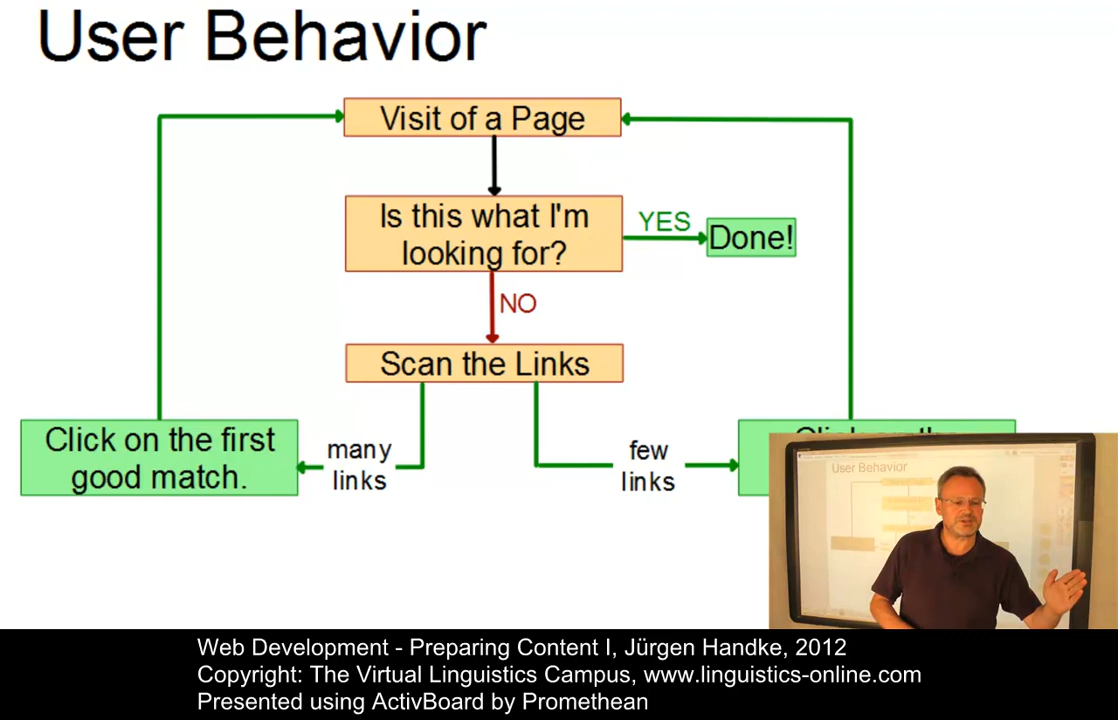 User Behavior
Visit of a Page
Is this what I'm
looking for?
YES
Done!
NO
Scan the Links
Click on the first
good match.
many
links
few
links
User Behavior
Web Development - Preparing Content I, Jürgen Handke, 2012
Copyright: The Virtual Linguistics Campus, www.linguistics-online.com
Presented using ActivBoard by Promethean